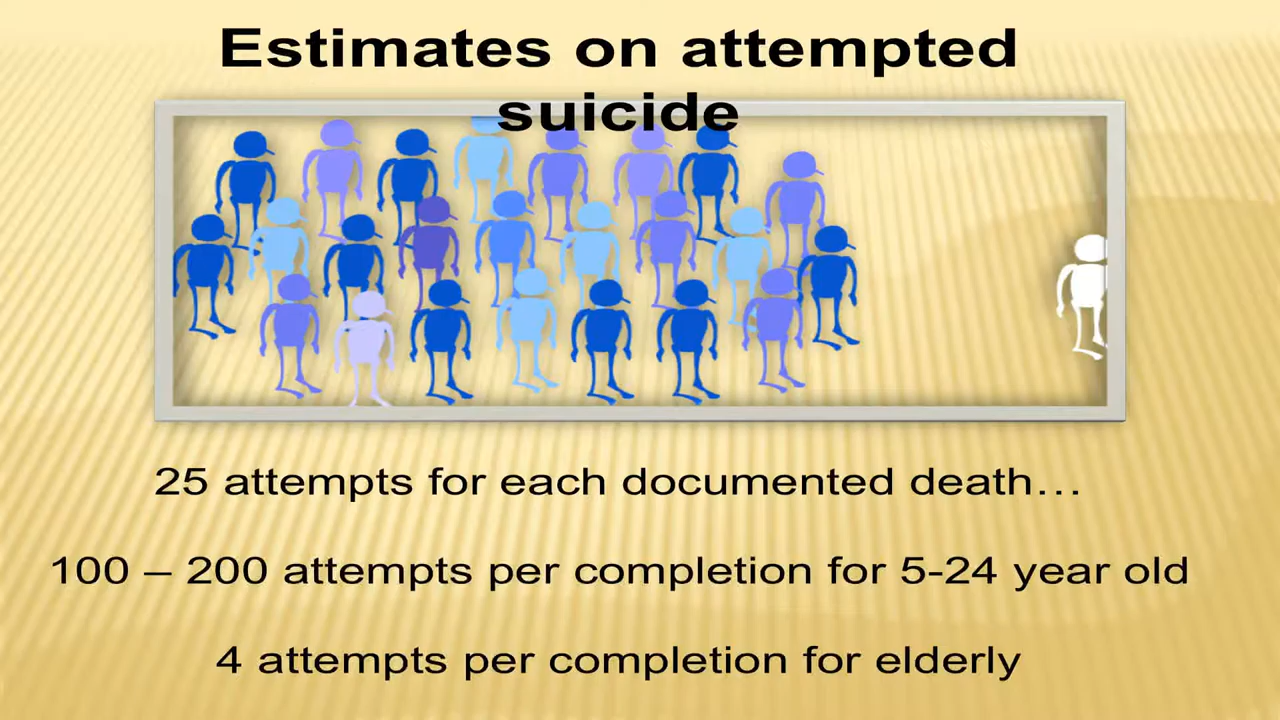 Estimates on attempted
suicide
25 attempts for each documented death…
100 – 200 attempts per completion for 5-24 year old
4 attempts per completion for elderly